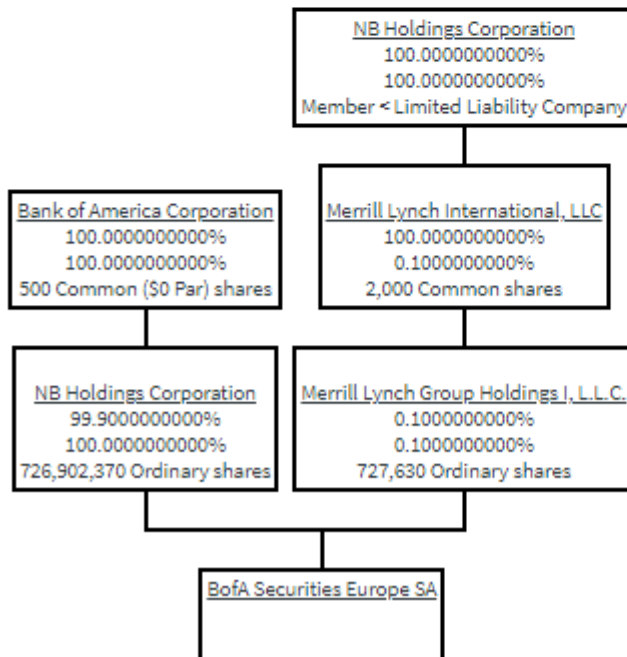 NB Holdings Corporation
100.0000000000%
100.0000000000%
Member < Limited Liability Company
Bank of America Corporation
100.0000000000%
100.0000000000%
500 Common ($0 Par) shares
Merrill Lynch International, LLC
100.0000000000%
0.1000000000%
2,000 Common shares
NB Holdings Corporation
99.9000000000%
100.0000000000%
726,902,370 Ordinary shares
Merrill Lynch Group Holdings I, L.L.C.
0.1000000000%
0.1000000000%
727,630 Ordinary shares
BofA Securities Europe SA